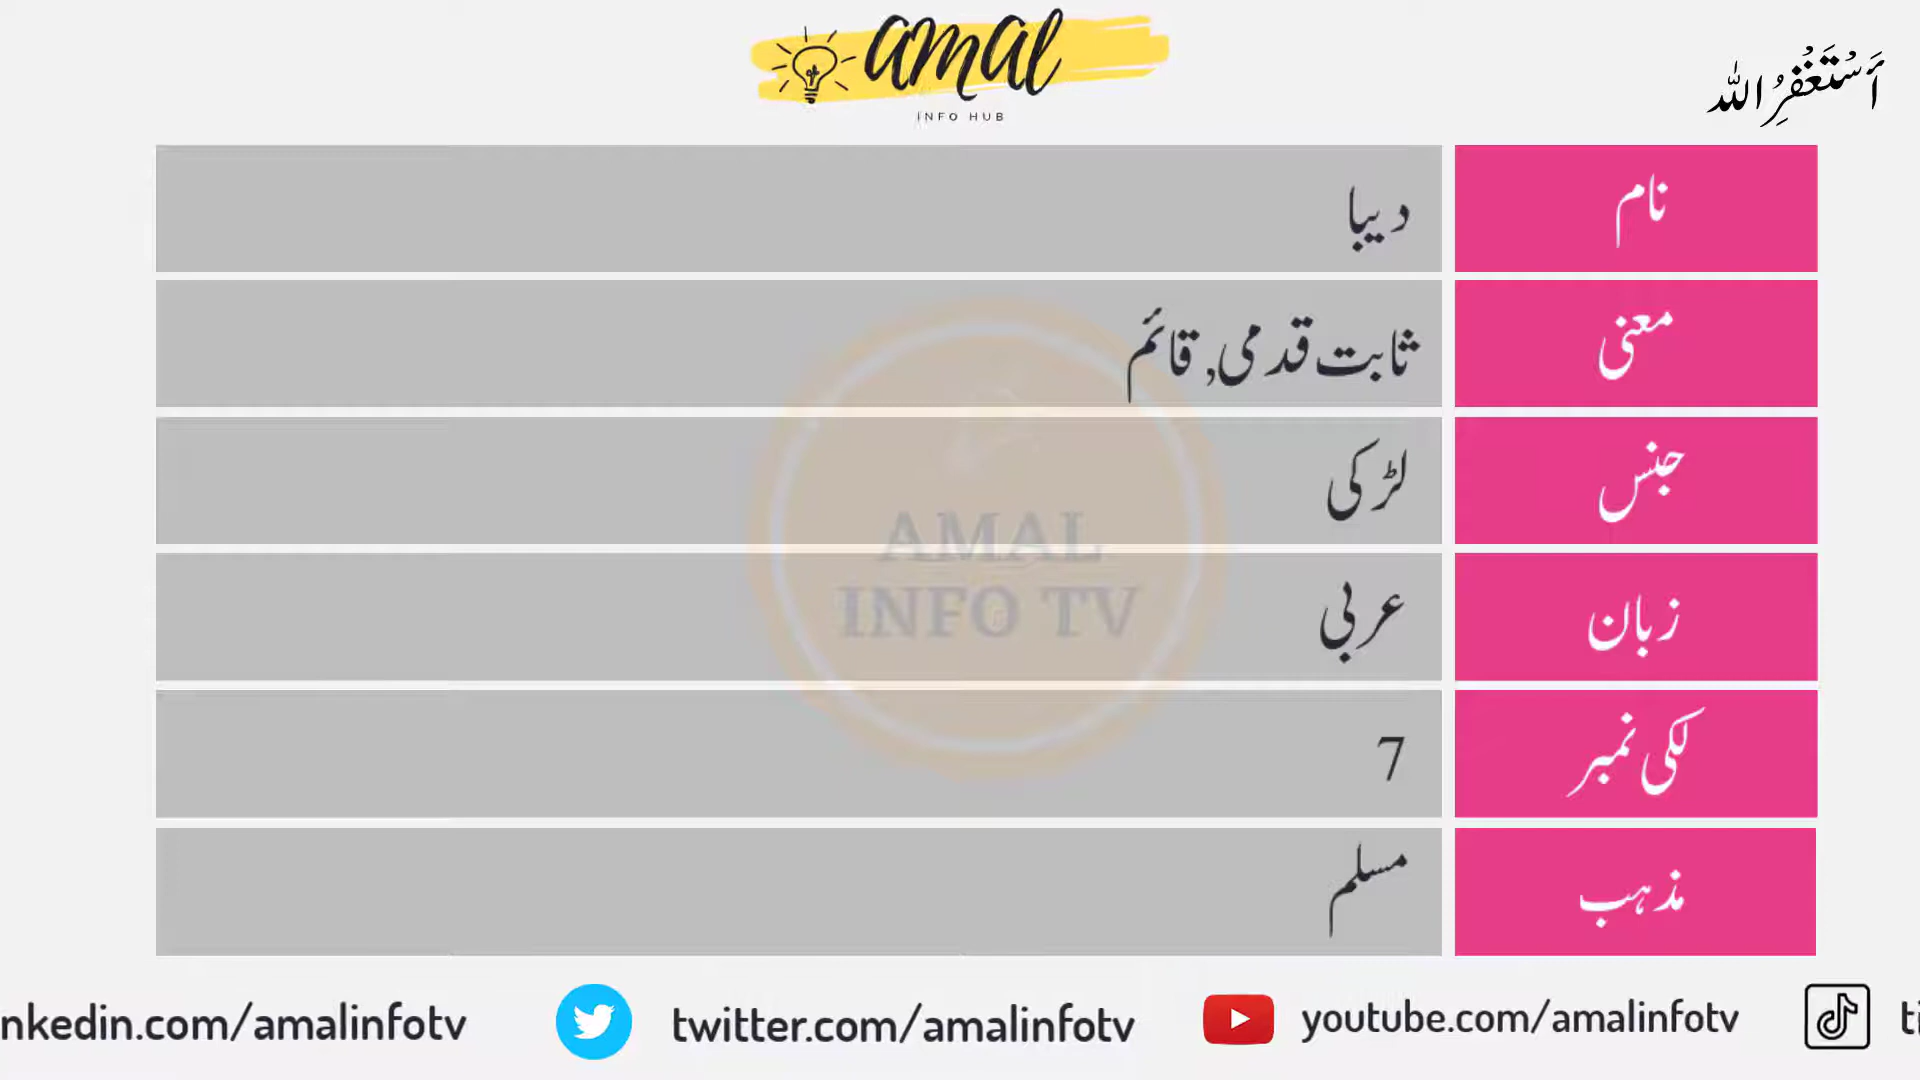 amal
INFO HUB
أَسْتَغْفِرُ الله
نام دیبا
معنی ثابت قدمی, قائم
جنس لڑکی
زبان عربی
لکی نمبر 7
مذہب مسلم
AMAL
INFO TV
nkedin.com/amalinfotv twitter.com/amalinfotv youtube.com/amalinfotv ti